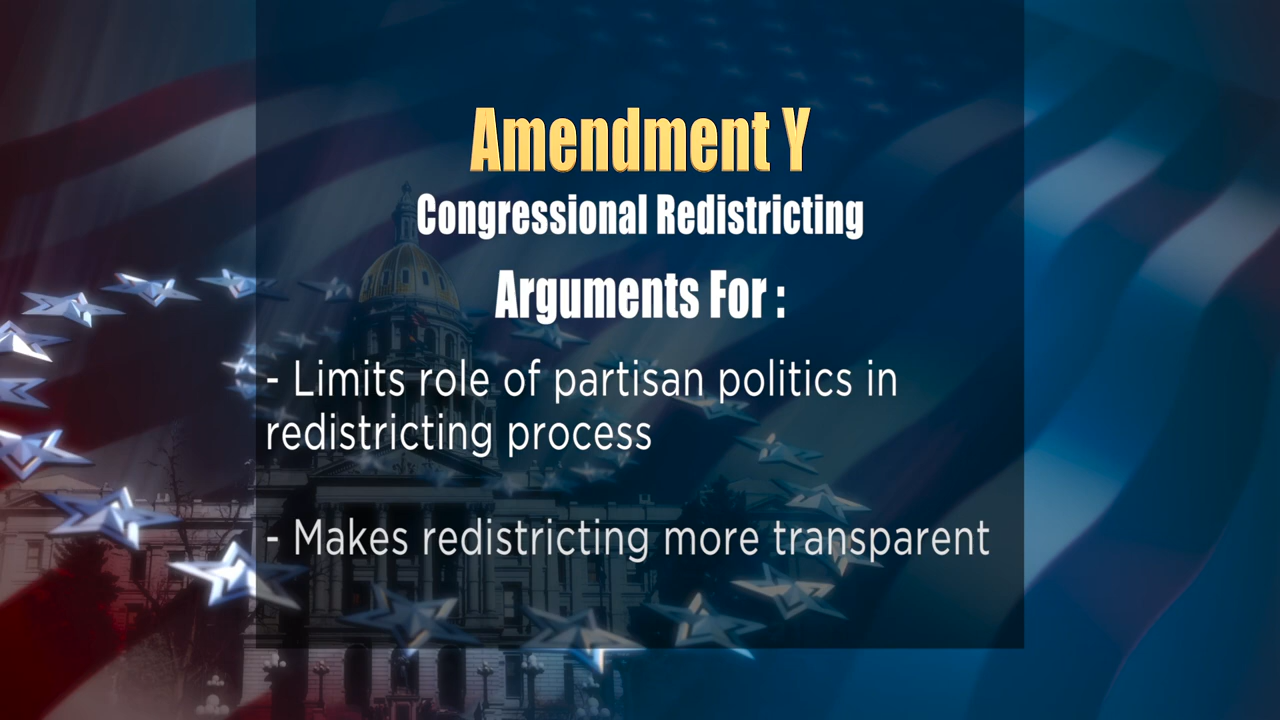 Amendment Y
Congressional Redistricting
Arguments For :
- Limits role of partisan politics in
redistricting process
- Makes redistricting more transparent